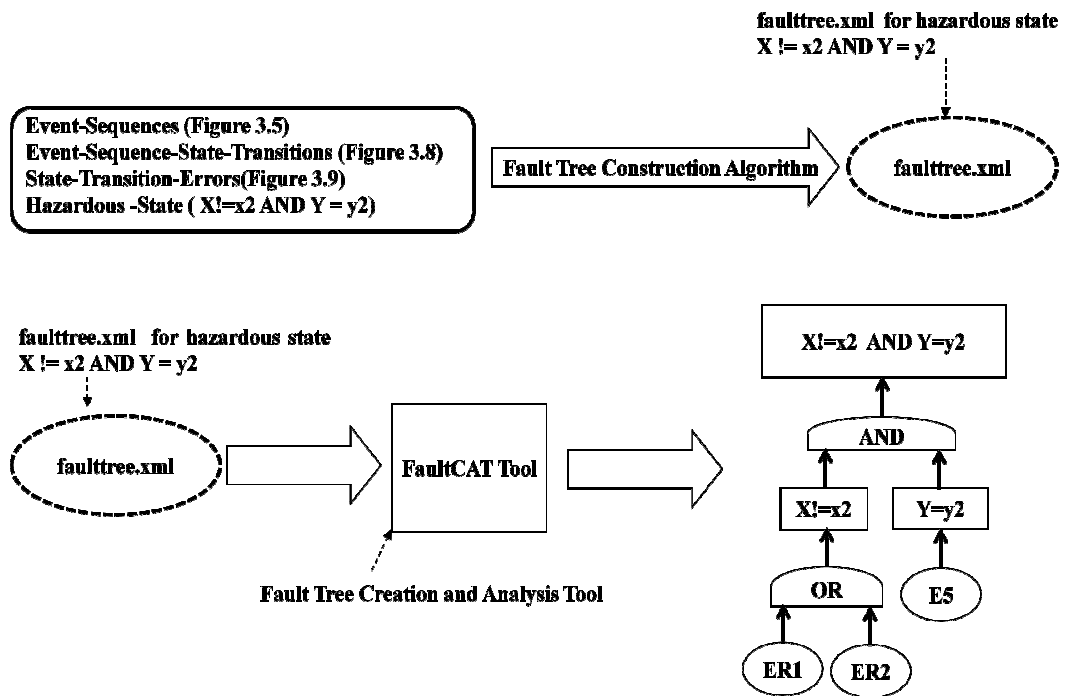 faulttree.xml for hazardous state
X != x2 AND Y = y2
Event-Sequences (Figure 3.5)
Event-Sequence-State-Transitions (Figure 3.8)
State-Transition-Errors(Figure 3.9)
Hazardous -State ( X!=x2 AND Y = y2)
Fault Tree Construction Algorithm
faulttree.xml
faulttree.xml for hazardous state
X != x2 AND Y = y2
faulttree.xml
FaultCAT Tool
Fault Tree Creation and Analysis Tool
X!=x2 AND Y=y2
AND
X!=x2
Y=y2
OR
E5
ER1
ER2